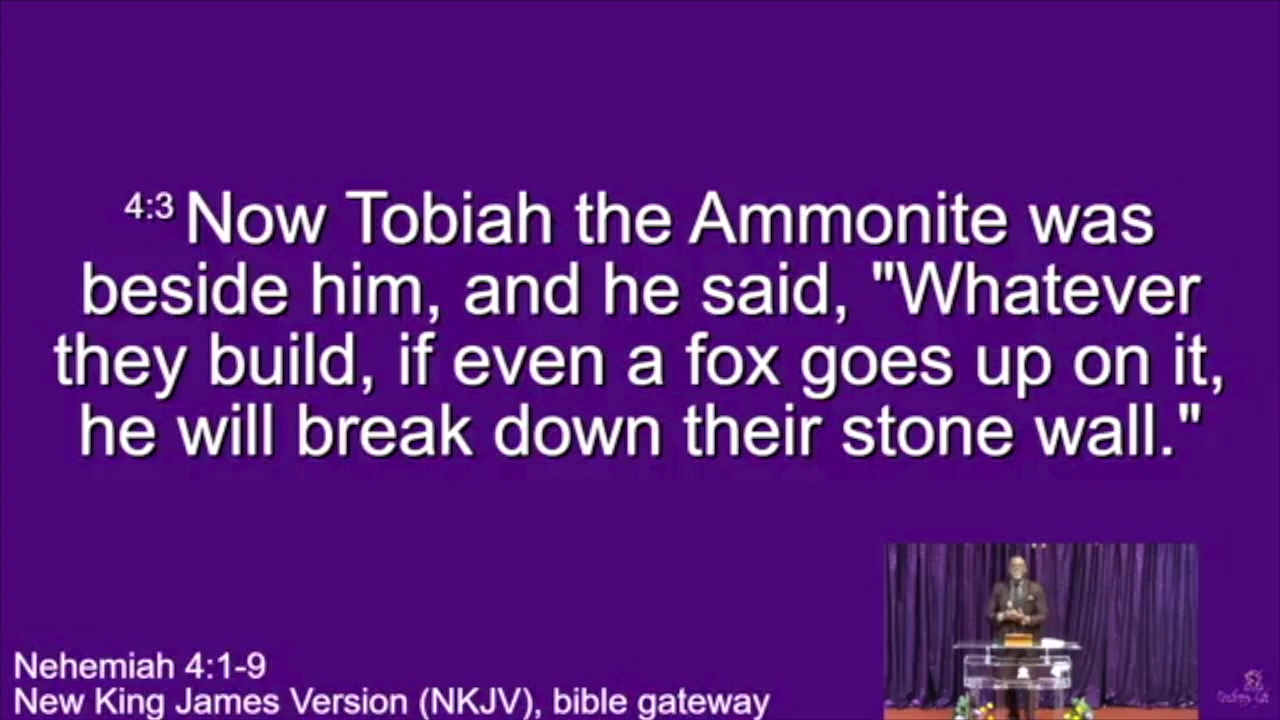 4:3 Now Tobiah the Ammonite was
beside him, and he said, "Whatever
they build, if even a fox goes up on it,
he will break down their stone wall."
Nehemiah 4:1-9
New King James Version (NKJV), bible gateway